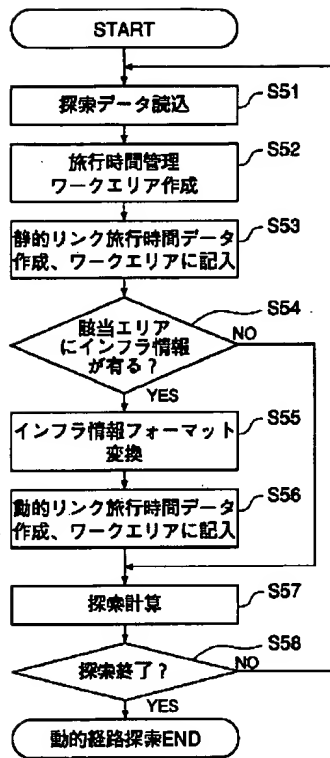 START
探索データ読込
S51
旅行時間管理
ワークエリア作成
S52
静的リンク旅行時間データ
作成、ワークエリアに記入
S53
該当エリア
にインフラ情報
が有る？
S54
NO
YES
インフラ情報フォーマット
変換
S55
動的リンク旅行時間データ
作成、ワークエリアに記入
S56
探索計算
S57
探索終了？
S58
NO
YES
動的経路探索END